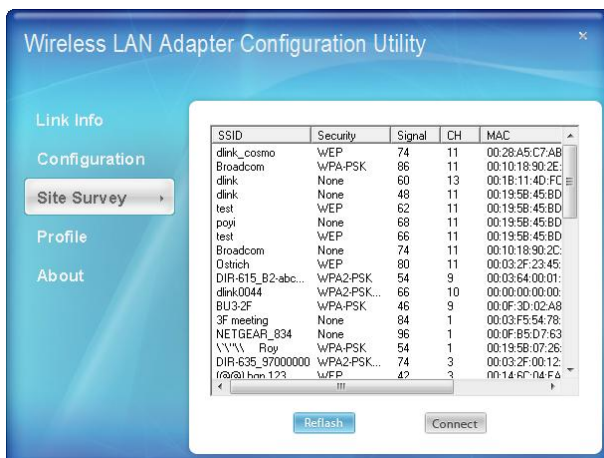 Wireless LAN Adapter Configuration Utility
Link Info
Configuration
Site Survey
Profile
About
SSID Security Signal CH MAC
dlink_cosmo WEP 74 11 00:28:A5:C7:AB
Broadcom WPA-PSK 86 11 00:10:18:90:2E:
dlink None 60 13 00:1B:11:4D:FC
dlink None 48 11 00:19:5B:45:BD
test WEP 62 11 00:19:5B:45:BD
poyi None 68 11 00:19:5B:45:BD
test WEP 66 11 00:19:5B:45:BD
Broadcom None 74 11 00:10:18:90:2C:
Ostrich WEP 80 11 00:03:2F:23:45:
DIR-615_B2-abc... WPA2-PSK 54 9 00:03:64:00:01:
dlink0044 WPA2-PSK... 66 10 00:00:00:00:00:
BU3-2F WPA-PSK 46 9 00:0F:3D:02:A8
3F meeting None 84 1 00:03:F5:54:78:
NETGEAR_834 None 96 1 00:0F:B5:D7:63
\'\"\\ Roy WPA-PSK 54 1 00:19:5B:07:26:
DIR-635_97000000 WPA2-PSK... 74 3 00:03:2F:00:12:
((@@) bgn 123 WEP 42 3 00:14:6C:04:EA
Reflash
Connect